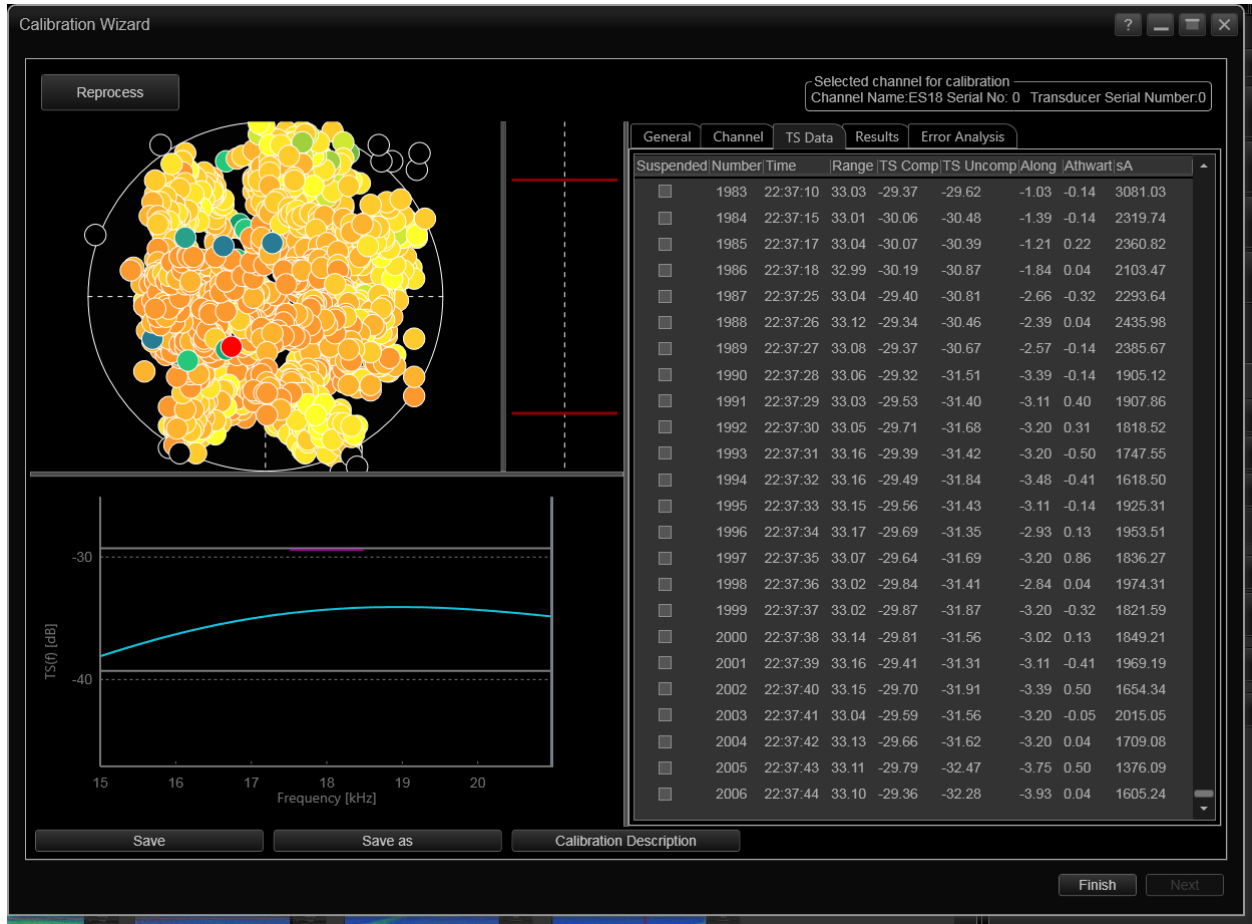 Calibration Wizard
?
Reprocess
Selected channel for calibration
Channel Name:ES18 Serial No: 0 Transducer Serial Number:0
General Channel TS Data Results Error Analysis
Suspended Number Time Range TS Comp TS Uncomp Along Athwart sA
1983 22:37:10 33.03 -29.37 -29.62 -1.03 -0.14 3081.03
1984 22:37:15 33.01 -30.06 -30.48 -1.39 -0.14 2319.74
1985 22:37:17 33.04 -30.07 -30.39 -1.21 0.22 2360.82
1986 22:37:18 32.99 -30.19 -30.87 -1.84 0.04 2103.47
1987 22:37:25 33.04 -29.40 -30.81 -2.66 -0.32 2293.64
1988 22:37:26 33.12 -29.34 -30.46 -2.39 0.04 2435.98
1989 22:37:27 33.08 -29.37 -30.67 -2.57 -0.14 2385.67
1990 22:37:28 33.06 -29.32 -31.51 -3.39 -0.14 1905.12
1991 22:37:29 33.03 -29.53 -31.40 -3.11 0.40 1907.86
1992 22:37:30 33.05 -29.71 -31.68 -3.20 0.31 1818.52
1993 22:37:31 33.16 -29.39 -31.42 -3.20 -0.50 1747.55
1994 22:37:32 33.16 -29.49 -31.84 -3.48 -0.41 1618.50
1995 22:37:33 33.15 -29.56 -31.43 -3.11 -0.14 1925.31
1996 22:37:34 33.17 -29.69 -31.35 -2.93 0.13 1953.51
1997 22:37:35 33.07 -29.64 -31.69 -3.20 0.86 1836.27
1998 22:37:36 33.02 -29.84 -31.41 -2.84 0.04 1974.31
1999 22:37:37 33.02 -29.87 -31.87 -3.20 -0.32 1821.59
2000 22:37:38 33.14 -29.81 -31.56 -3.02 0.13 1849.21
2001 22:37:39 33.16 -29.41 -31.31 -3.11 -0.41 1969.19
2002 22:37:40 33.15 -29.70 -31.91 -3.39 0.50 1654.34
2003 22:37:41 33.04 -29.59 -31.56 -3.20 -0.05 2015.05
2004 22:37:42 33.13 -29.66 -31.62 -3.20 0.04 1709.08
2005 22:37:43 33.11 -29.79 -32.47 -3.75 0.50 1376.09
2006 22:37:44 33.10 -29.36 -32.28 -3.93 0.04 1605.24
-30
TS(f) [dB]
-40
15 16 17 18 19 20
Frequency [kHz]
Save Save as Calibration Description
Finish Next